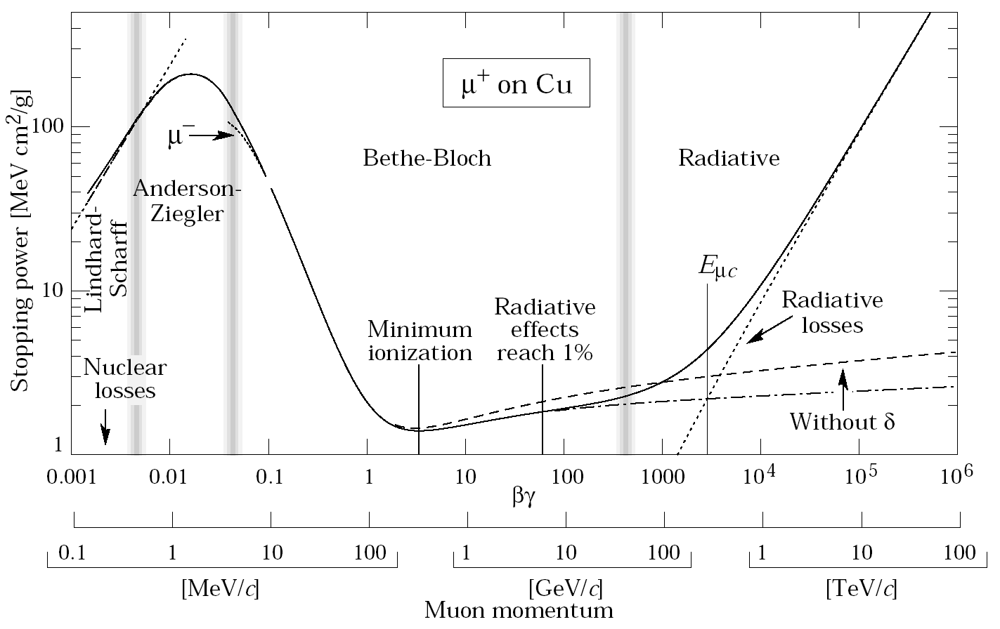 Stopping power [MeV cm²/g]
100
10
1
μ⁺ on Cu
μ⁻
Bethe-Bloch
Radiative
Anderson-
Ziegler
Lindhard-
Scharff
Eμc
Radiative
losses
Radiative
effects
reach 1%
Minimum
ionization
Nuclear
losses
Without δ
0.001 0.01 0.1 1 10 100 1000 10⁴ 10⁵ 10⁶
βγ
0.1 1 10 100 1 10 100 1 10 100
[MeV/c] [GeV/c] [TeV/c]
Muon momentum